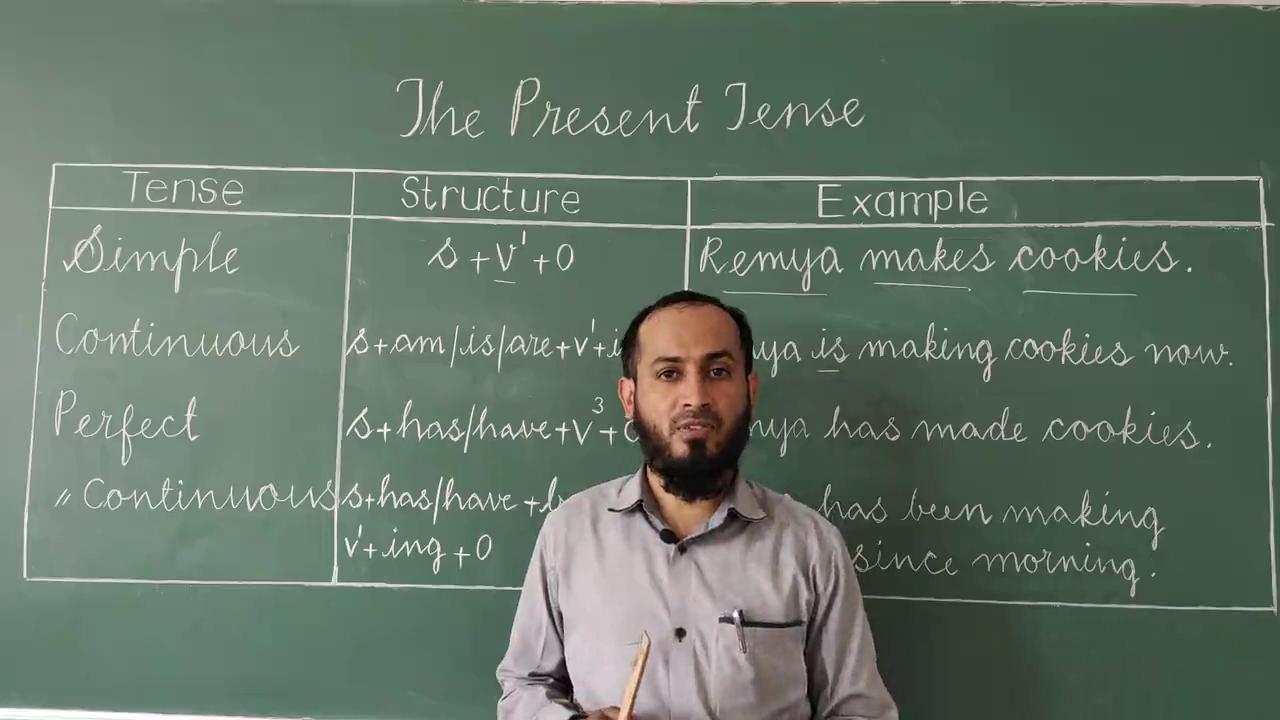 The Present Tense
Tense Structure Example
Simple s + v¹ + O Remya makes cookies.
Continuous s+am/is/are+v¹+i is making cookies now.
Perfect s+has/have+v³+ has made cookies.
〃 Continuous s+has/have + has been making
v¹+ing+O since morning.